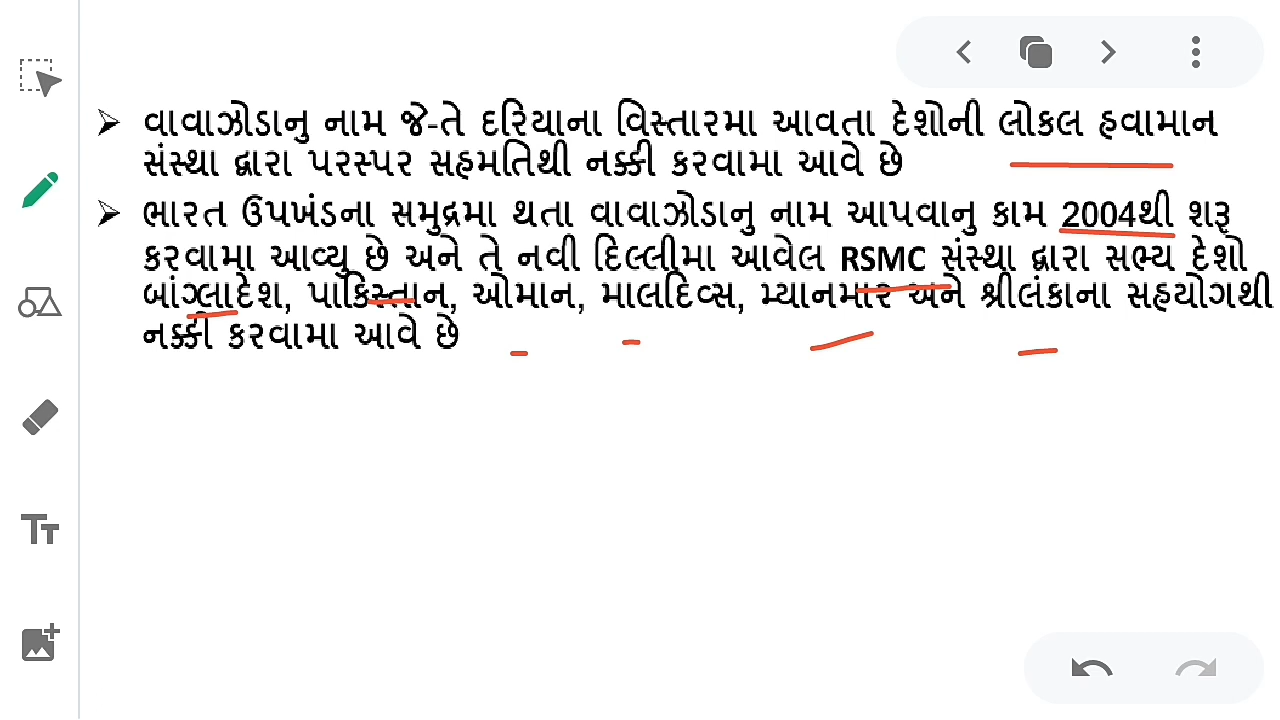 ➢ વાવાઝોડાનુ નામ જે-તે દરિયાના વિસ્તારમા આવતા દેશોની લોકલ હવામાન
સંસ્થા દ્વારા પરસ્પર સહમતિથી નક્કી કરવામા આવે છે
➢ ભારત ઉપખંડના સમુદ્રમા થતા વાવાઝોડાનુ નામ આપવાનુ કામ 2004થી શરૂ
કરવામા આવ્યુ છે અને તે નવી દિલ્લીમા આવેલ RSMC સંસ્થા દ્વારા સભ્ય દેશો
બાંગ્લાદેશ, પાકિસ્તાન, ઓમાન, માલદિવ્સ, મ્યાનમાર અને શ્રીલંકાના સહયોગથી
નક્કી કરવામા આવે છે
TT